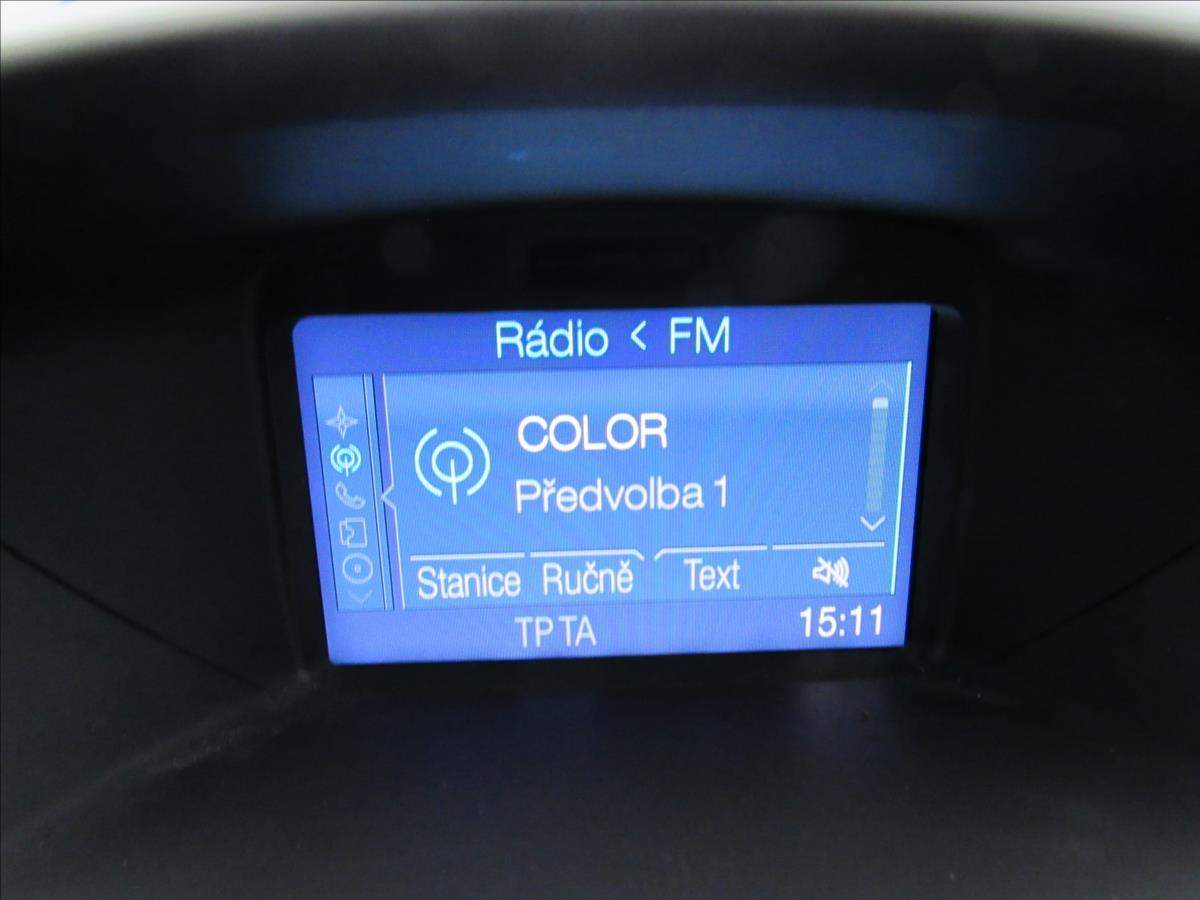 Rádio < FM
COLOR
Předvolba 1
Stanice Ručně Text
TP TA 15:11